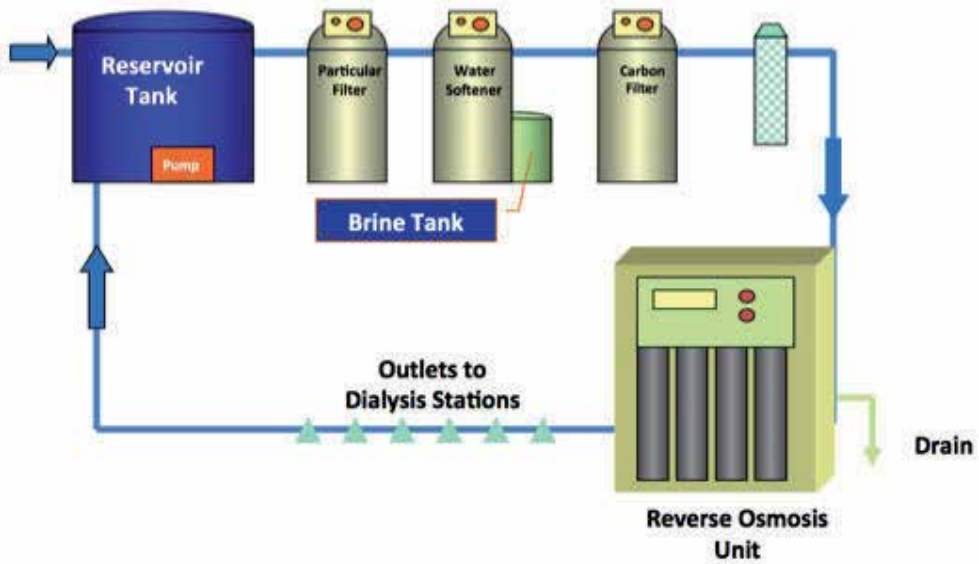 Reservoir
Tank
Pump
Particular
Filter
Water
Softener
Carbon
Filter
Brine Tank
Outlets to
Dialysis Stations
Drain
Reverse Osmosis
Unit